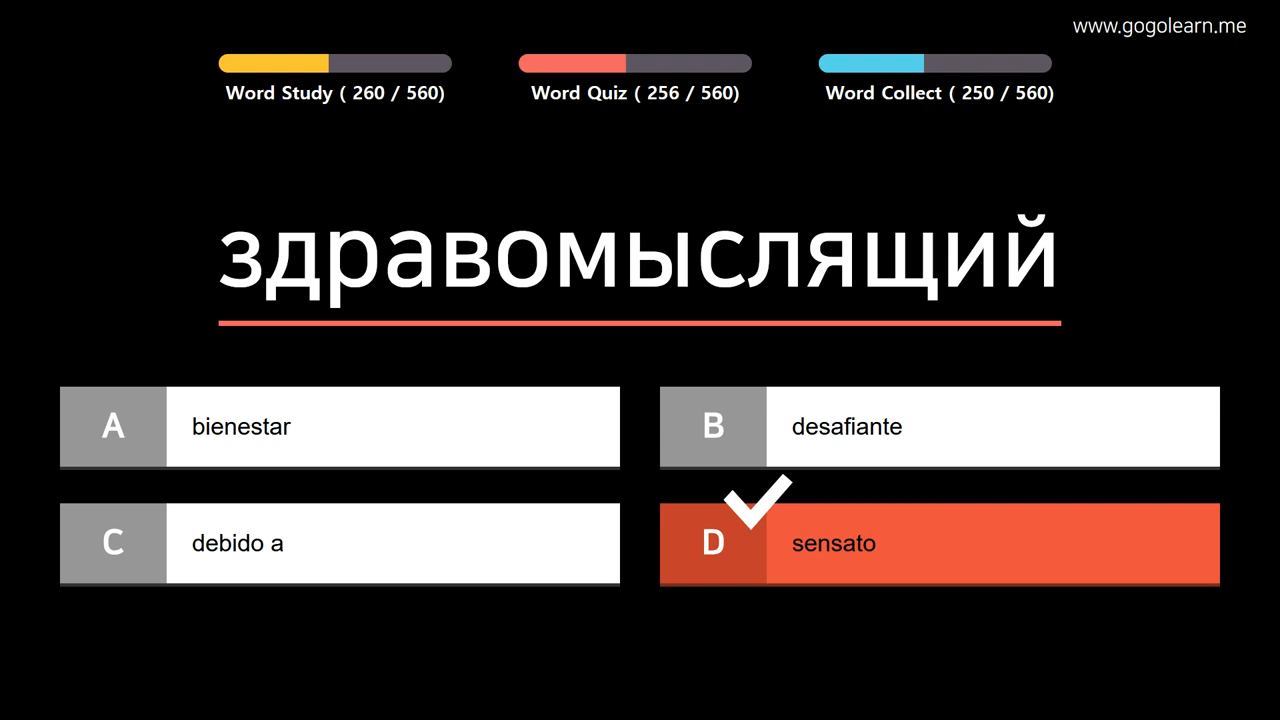 www.gogolearn.me
Word Study ( 260 / 560)
Word Quiz ( 256 / 560)
Word Collect ( 250 / 560)
здравомыслящий
A bienestar
B desafiante
C debido a
D sensato